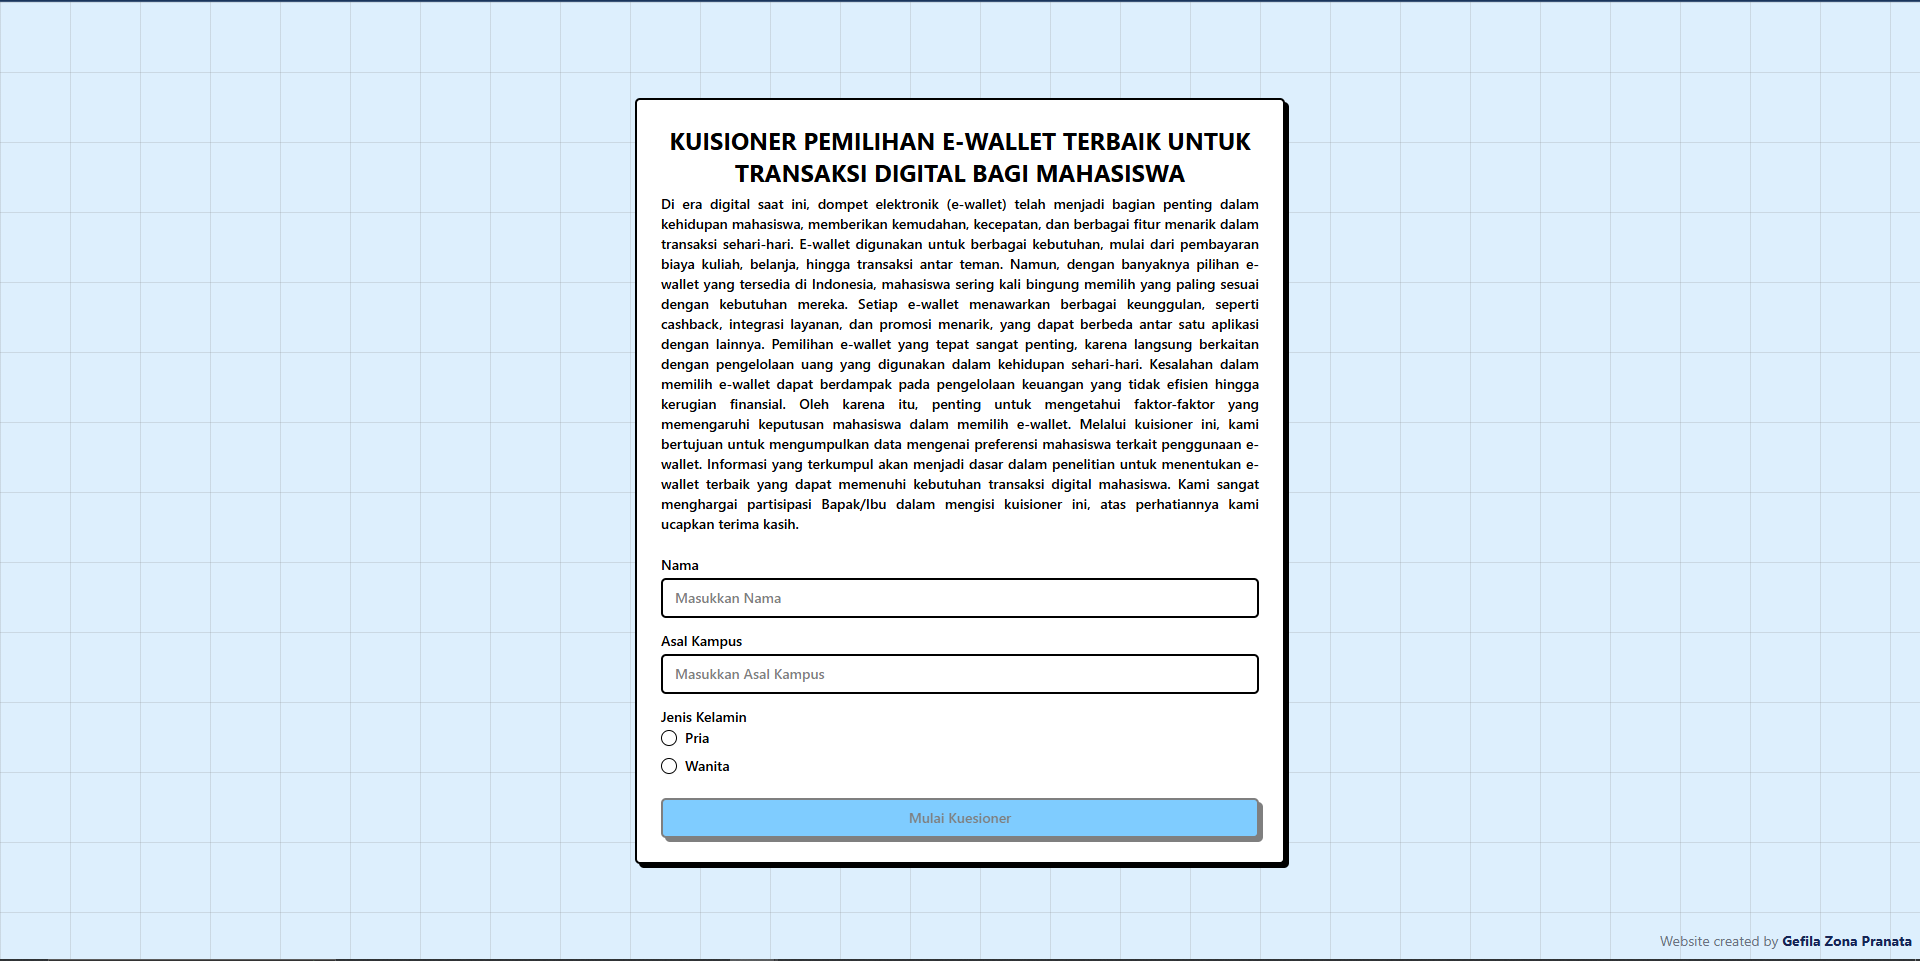 KUISIONER PEMILIHAN E-WALLET TERBAIK UNTUK
TRANSAKSI DIGITAL BAGI MAHASISWA
Di era digital saat ini, dompet elektronik (e-wallet) telah menjadi bagian penting dalam
kehidupan mahasiswa, memberikan kemudahan, kecepatan, dan berbagai fitur menarik dalam
transaksi sehari-hari. E-wallet digunakan untuk berbagai kebutuhan, mulai dari pembayaran
biaya kuliah, belanja, hingga transaksi antar teman. Namun, dengan banyaknya pilihan e-
wallet yang tersedia di Indonesia, mahasiswa sering kali bingung memilih yang paling sesuai
dengan kebutuhan mereka. Setiap e-wallet menawarkan berbagai keunggulan, seperti
cashback, integrasi layanan, dan promosi menarik, yang dapat berbeda antar satu aplikasi
dengan lainnya. Pemilihan e-wallet yang tepat sangat penting, karena langsung berkaitan
dengan pengelolaan uang yang digunakan dalam kehidupan sehari-hari. Kesalahan dalam
memilih e-wallet dapat berdampak pada pengelolaan keuangan yang tidak efisien hingga
kerugian finansial. Oleh karena itu, penting untuk mengetahui faktor-faktor yang
memengaruhi keputusan mahasiswa dalam memilih e-wallet. Melalui kuisioner ini, kami
bertujuan untuk mengumpulkan data mengenai preferensi mahasiswa terkait penggunaan e-
wallet. Informasi yang terkumpul akan menjadi dasar dalam penelitian untuk menentukan e-
wallet terbaik yang dapat memenuhi kebutuhan transaksi digital mahasiswa. Kami sangat
menghargai partisipasi Bapak/Ibu dalam mengisi kuisioner ini, atas perhatiannya kami
ucapkan terima kasih.
Nama
Masukkan Nama
Asal Kampus
Masukkan Asal Kampus
Jenis Kelamin
Pria
Wanita
Mulai Kuesioner
Website created by Gefila Zona Pranata